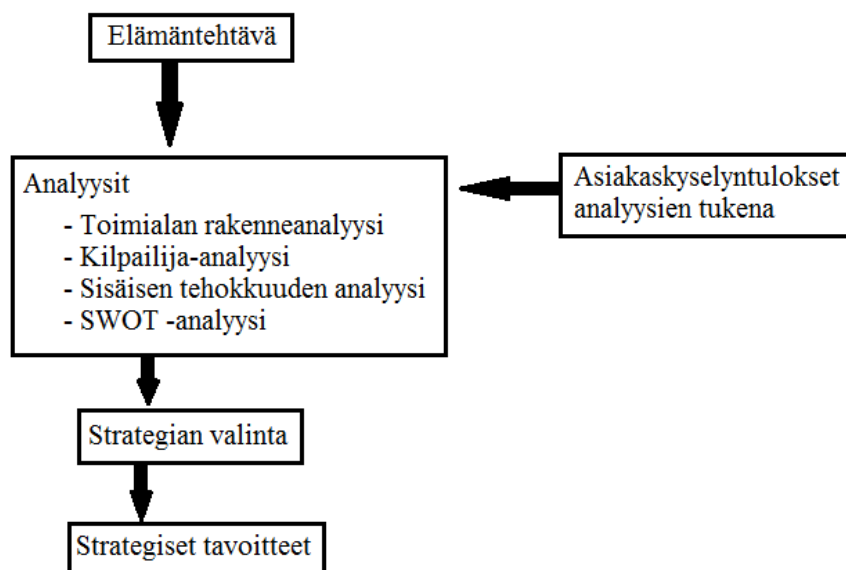 Elämäntehtävä
Analyysit
- Toimialan rakenneanalyysi
- Kilpailija-analyysi
- Sisäisen tehokkuuden analyysi
- SWOT -analyysi
Asiakaskyselyntulokset
analyysien tukena
Strategian valinta
Strategiset tavoitteet